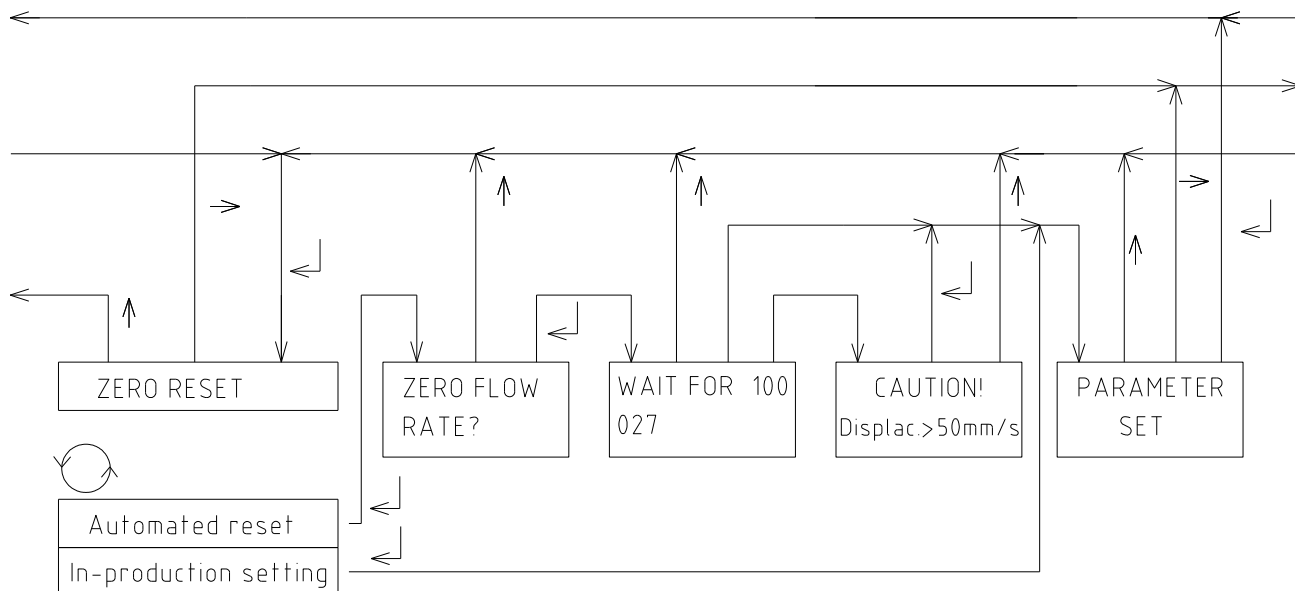 ZERO RESET
ZERO FLOW
RATE?
WAIT FOR 100
027
CAUTION!
Displac.>50mm/s
PARAMETER
SET
Automated reset
In-production setting